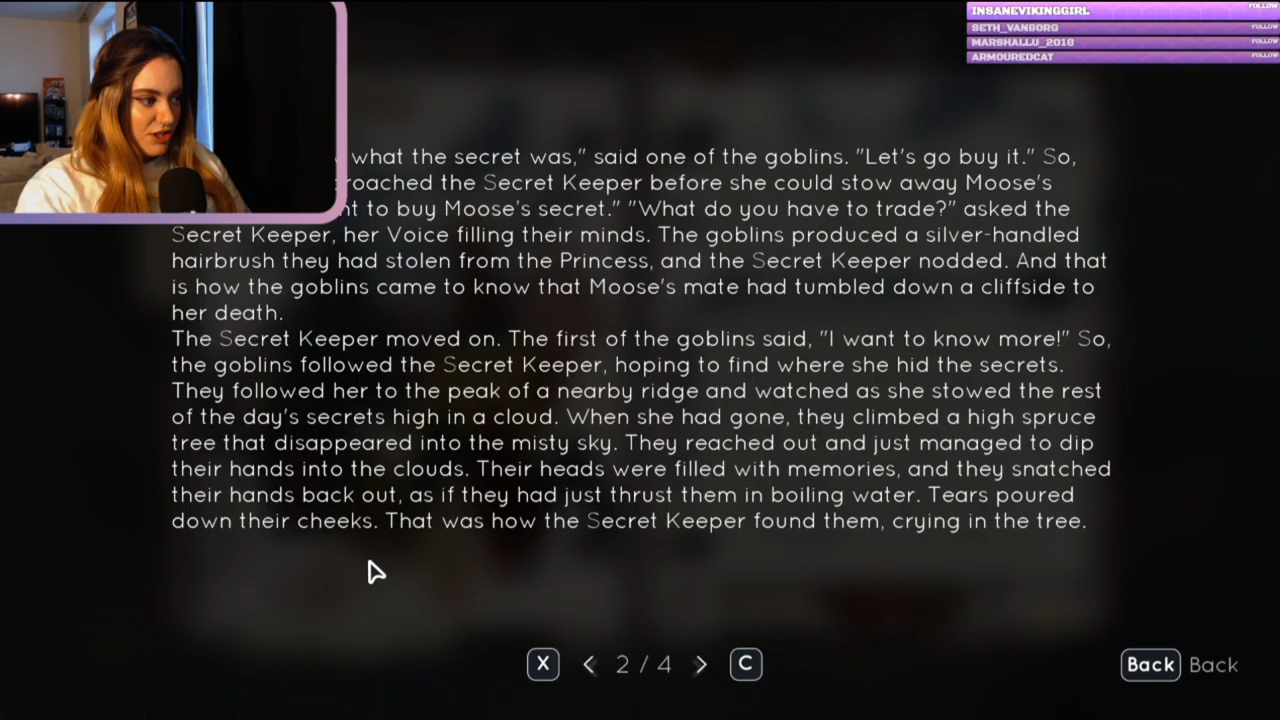 INSANEVIKINGGIRL FOLLOW
SETH_VANBORG FOLLOW
MARSHALLU_2010 FOLLOW
ARMOUREDCAT FOLLOW
what the secret was," said one of the goblins. "Let's go buy it." So,
the Secret Keeper before she could stow away Moose's
to buy Moose's secret." "What do you have to trade?" asked the
Secret Keeper, her Voice filling their minds. The goblins produced a silver-handled
hairbrush they had stolen from the Princess, and the Secret Keeper nodded. And that
is how the goblins came to know that Moose's mate had tumbled down a cliffside to
her death.
The Secret Keeper moved on. The first of the goblins said, "I want to know more!" So,
the goblins followed the Secret Keeper, hoping to find where she hid the secrets.
They followed her to the peak of a nearby ridge and watched as she stowed the rest
of the day's secrets high in a cloud. When she had gone, they climbed a high spruce
tree that disappeared into the misty sky. They reached out and just managed to dip
their hands into the clouds. Their heads were filled with memories, and they snatched
their hands back out, as if they had just thrust them in boiling water. Tears poured
down their cheeks. That was how the Secret Keeper found them, crying in the tree.
X < 2 / 4 > C
Back Back